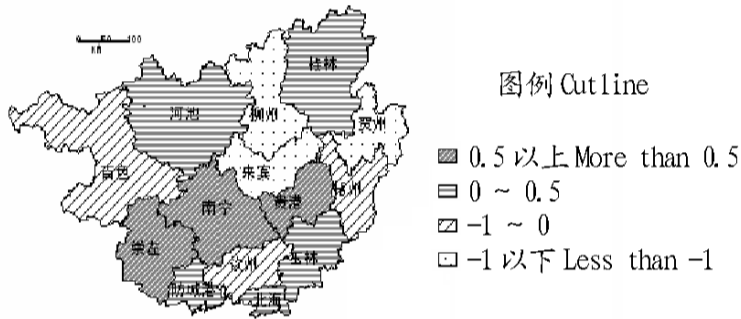 0 50 100
KM
桂林
河池
柳州
贺州
百色
来宾
梧州
南宁
贵港
崇左
钦州
玉林
防城港
北海
图例 Cutline
0.5 以上 More than 0.5
0 ~ 0.5
-1 ~ 0
-1 以下 Less than -1